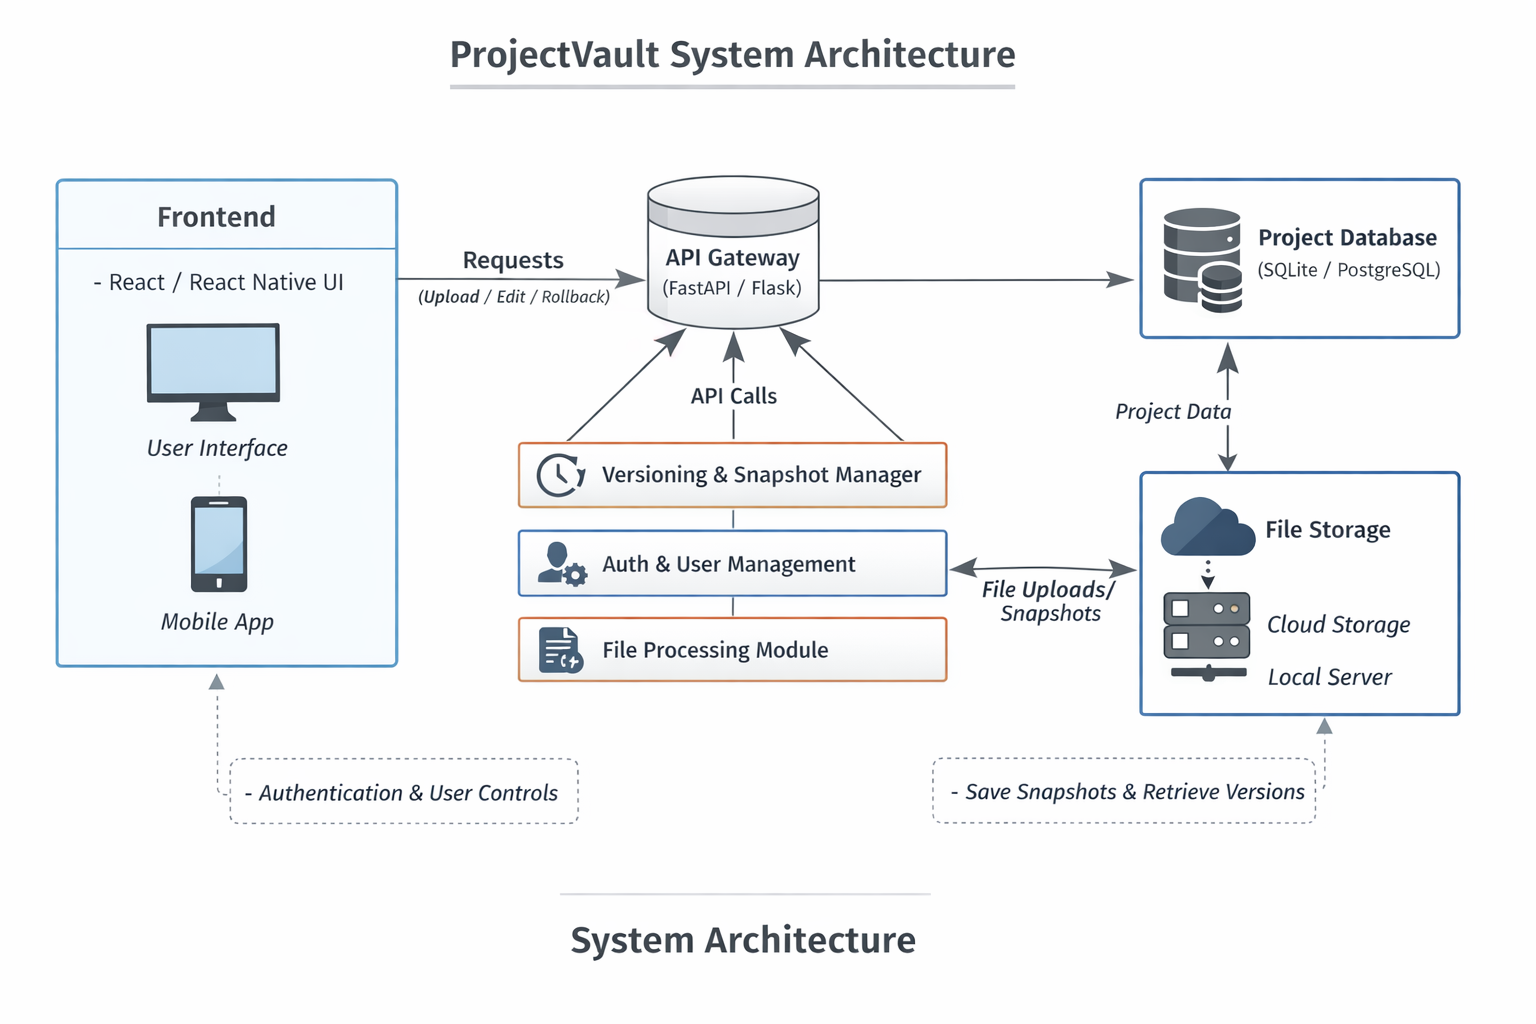 ProjectVault System Architecture
Frontend
- React / React Native UI
User Interface
Mobile App
Requests
(Upload / Edit / Rollback)
API Gateway
(FastAPI / Flask)
API Calls
Versioning & Snapshot Manager
Auth & User Management
File Processing Module
Project Database
(SQLite / PostgreSQL)
Project Data
File Uploads/
Snapshots
File Storage
Cloud Storage
Local Server
- Authentication & User Controls
- Save Snapshots & Retrieve Versions
System Architecture